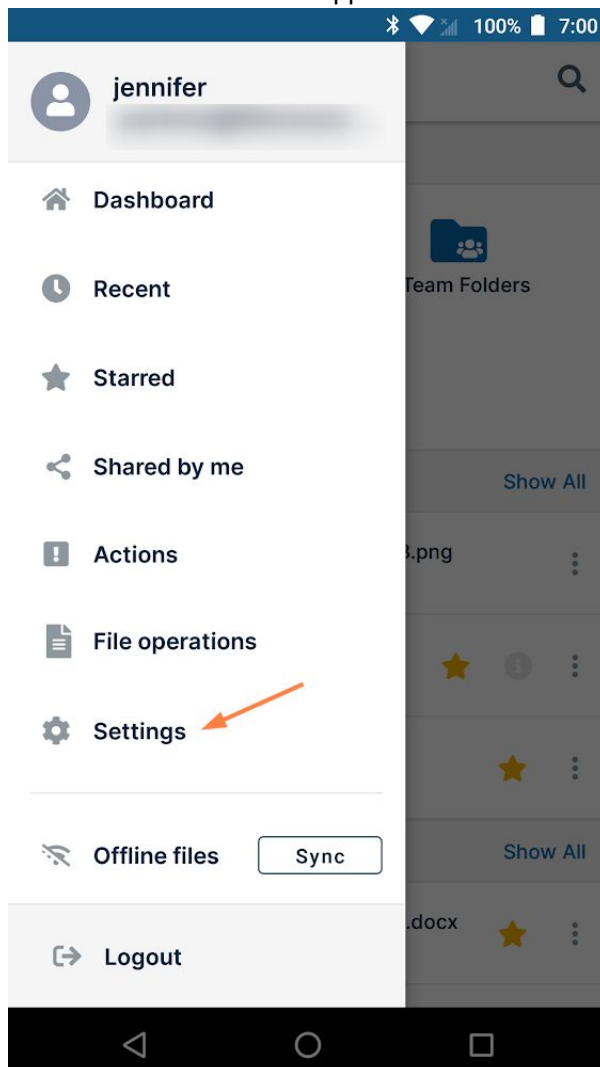 100% 7:00
jennifer
Dashboard
Team Folders
Recent
Starred
Shared by me
Show All
Actions
3.png
File operations
Settings
Offline files
Sync
Show All
.docx
Logout